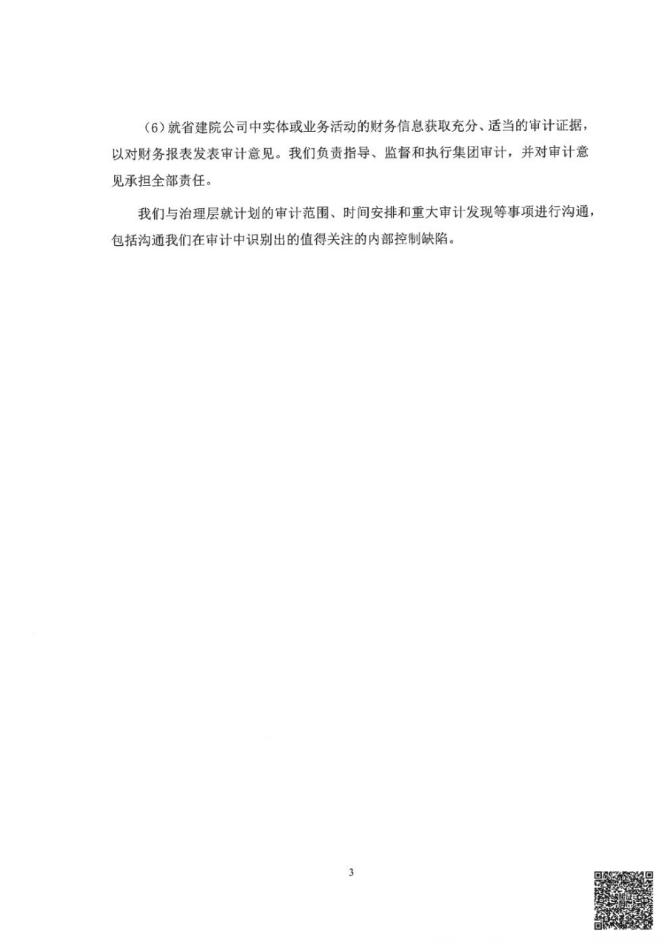 （6）就省建院公司中实体或业务活动的财务信息获取充分、适当的审计证据，
以对财务报表发表审计意见。我们负责指导、监督和执行集团审计，并对审计意
见承担全部责任。
我们与治理层就计划的审计范围、时间安排和重大审计发现等事项进行沟通，
包括沟通我们在审计中识别出的值得关注的内部控制缺陷。
3